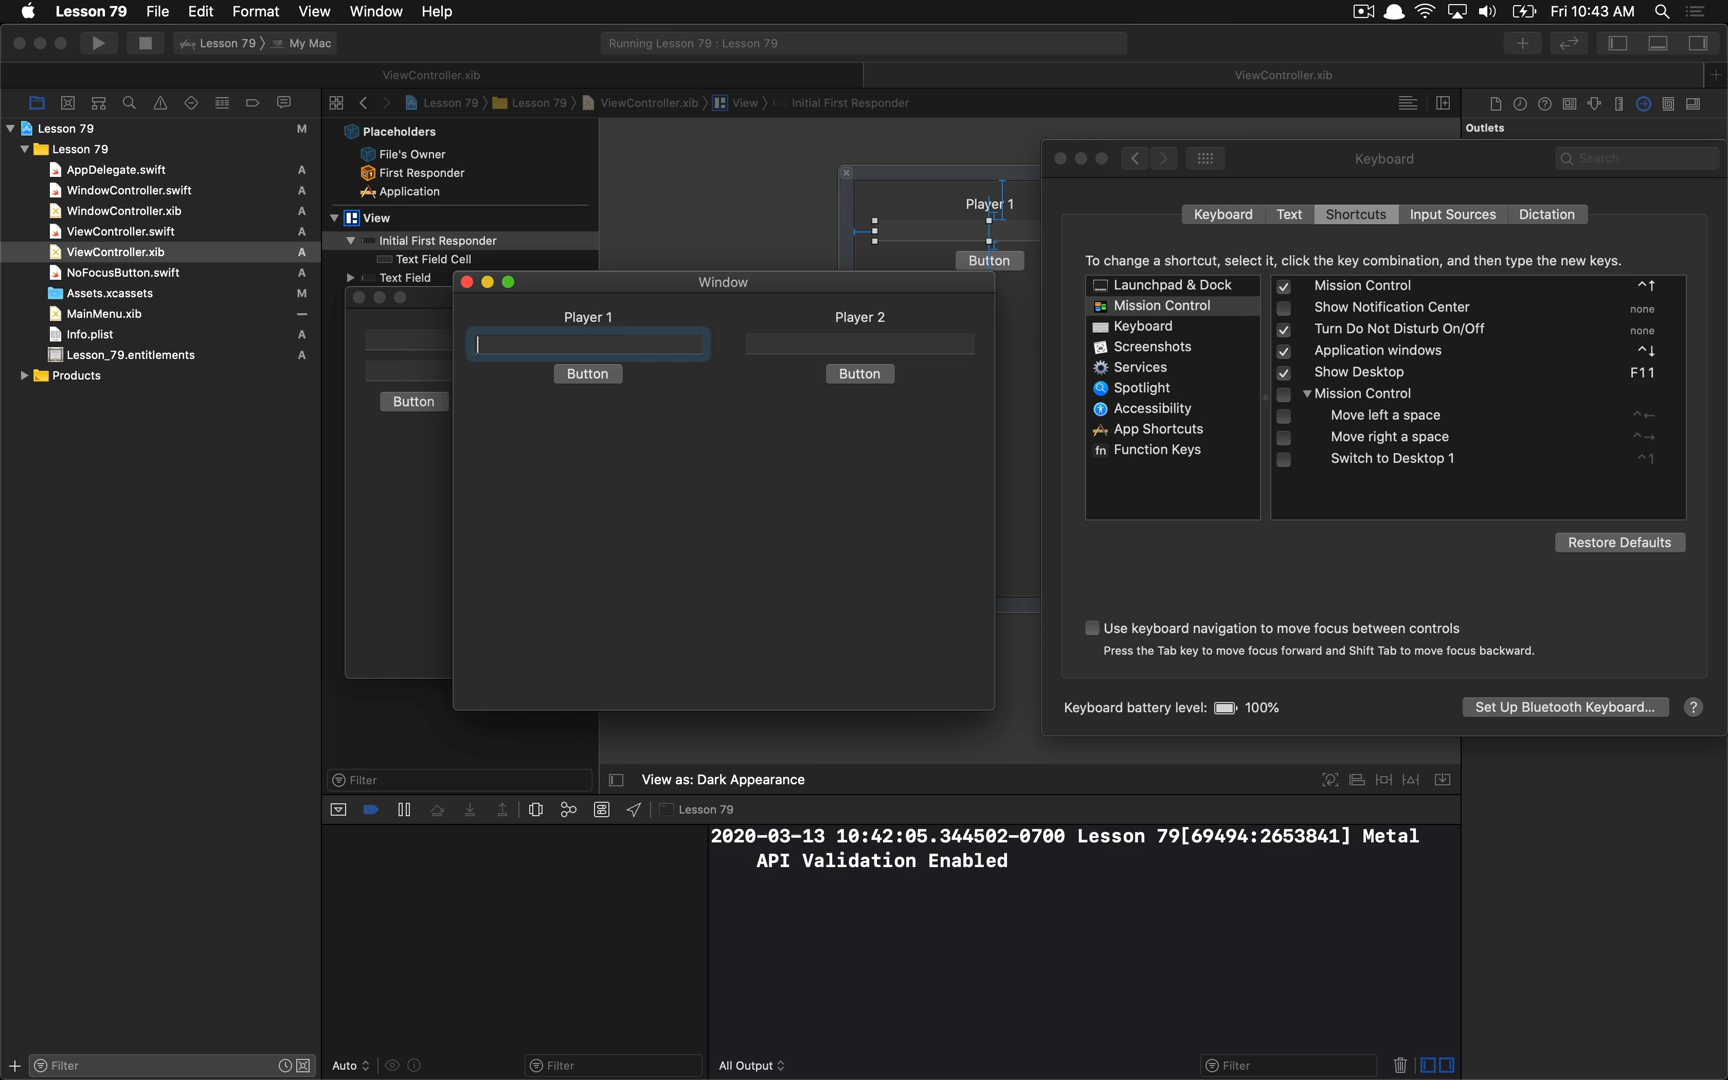 Lesson 79 File Edit Format View Window Help
Fri 10:43 AM
Lesson 79 My Mac
Running Lesson 79 : Lesson 79
ViewController.xib
ViewController.xib
Lesson 79 Lesson 79 ViewController.xib View Initial First Responder
Lesson 79 M
Lesson 79
AppDelegate.swift A
WindowController.swift A
WindowController.xib A
ViewController.swift A
ViewController.xib A
NoFocusButton.swift A
Assets.xcassets M
MainMenu.xib —
Info.plist A
Lesson_79.entitlements A
Products
Filter
Placeholders
File's Owner
First Responder
Application
View
Initial First Responder
Text Field Cell
Text Field
Button
Filter
Player 1
Button
Window
Player 1
Player 2
Button
Button
Outlets
Keyboard
Search
Keyboard Text Shortcuts Input Sources Dictation
To change a shortcut, select it, click the key combination, and then type the new keys.
Launchpad & Dock
Mission Control
Keyboard
Screenshots
Services
Spotlight
Accessibility
App Shortcuts
fn Function Keys
Mission Control ^↑
Show Notification Center none
Turn Do Not Disturb On/Off none
Application windows ^↓
Show Desktop F11
Mission Control
Move left a space ^←
Move right a space ^→
Switch to Desktop 1 ^1
Restore Defaults
Use keyboard navigation to move focus between controls
Press the Tab key to move focus forward and Shift Tab to move focus backward.
Keyboard battery level: 100%
Set Up Bluetooth Keyboard... ?
View as: Dark Appearance
Lesson 79
2020-03-13 10:42:05.344502-0700 Lesson 79[69494:2653841] Metal
API Validation Enabled
Auto
Filter
All Output
Filter